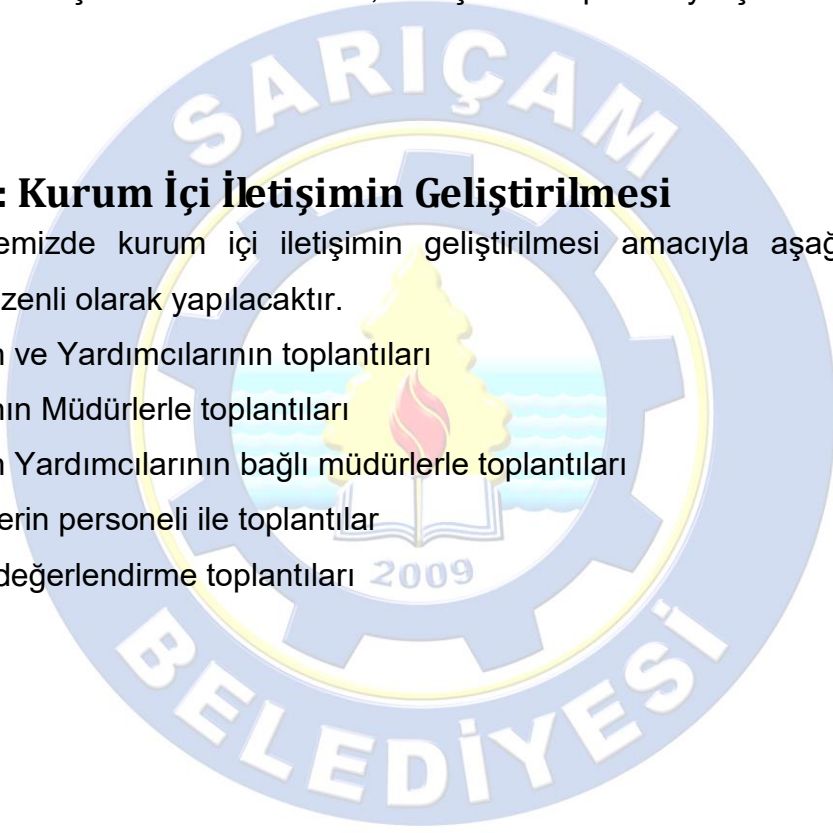 SARIÇAM
: Kurum İçi İletişimin Geliştirilmesi
emizde kurum içi iletişimin geliştirilmesi amacıyla aşağ
zenli olarak yapılacaktır.
ve Yardımcılarının toplantıları
nın Müdürlerle toplantıları
Yardımcılarının bağlı müdürlerle toplantıları
erin personeli ile toplantılar
değerlendirme toplantıları
2009
BELEDİYESİ